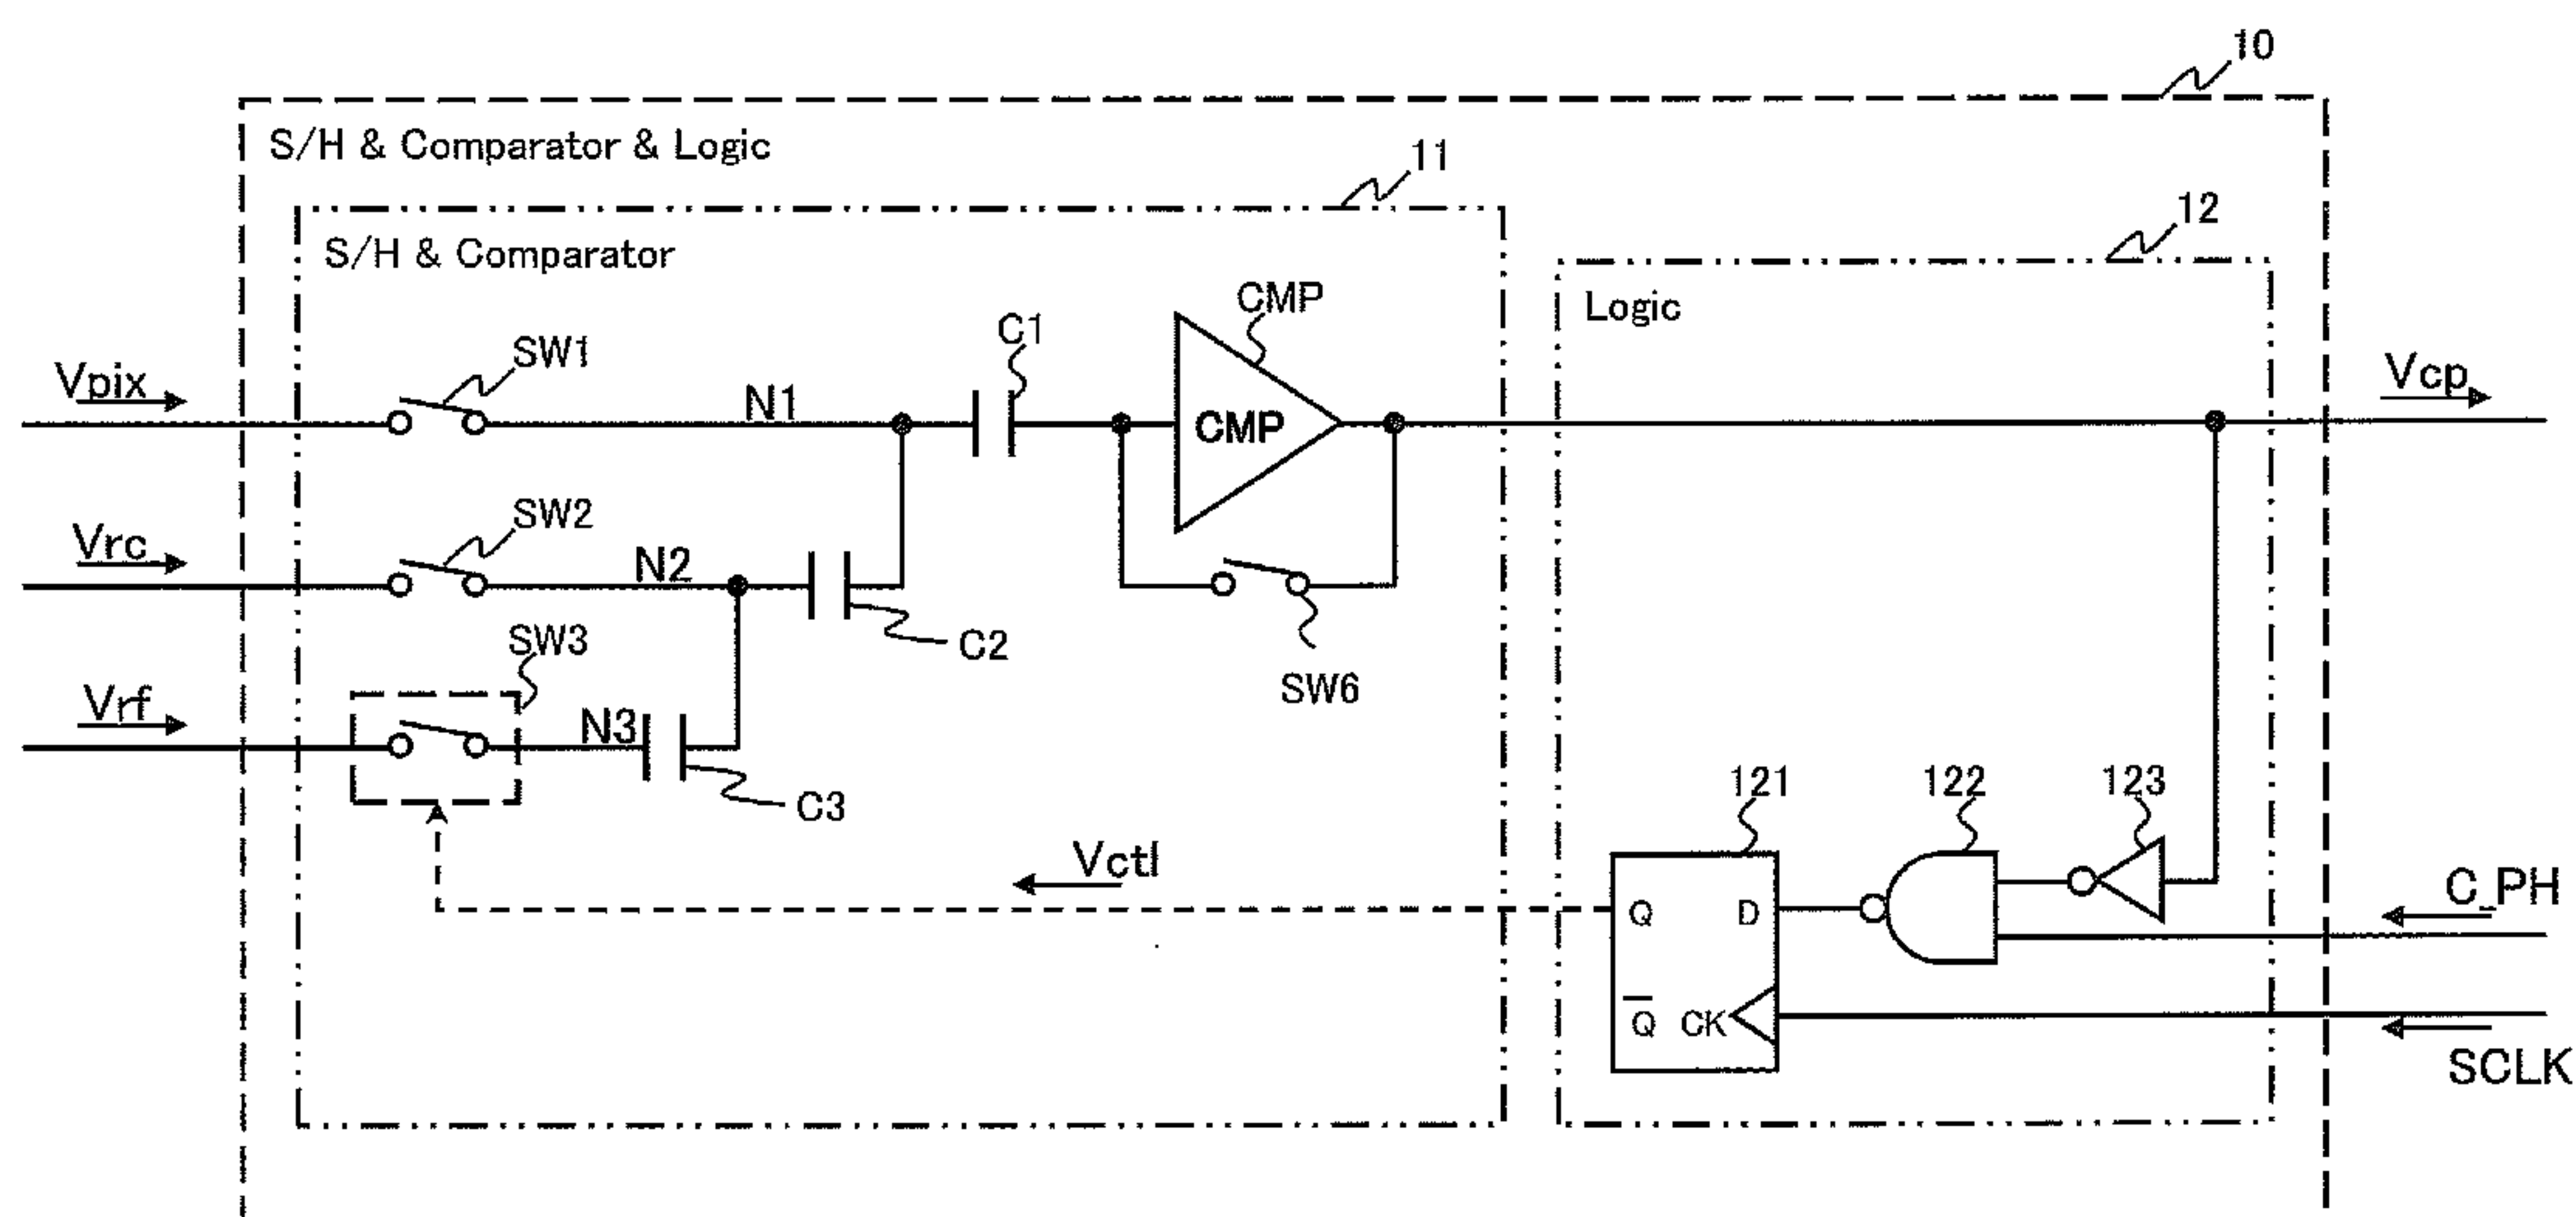 10
S/H & Comparator & Logic
11
S/H & Comparator
12
Logic
CMP
C1
Vpix
SW1
N1
CMP
Vcp
Vrc
SW2
N2
C2
SW3
SW6
Vrf
N3
C3
121
122
123
Vctl
C_PH
Q
D
Q̅
CK
SCLK